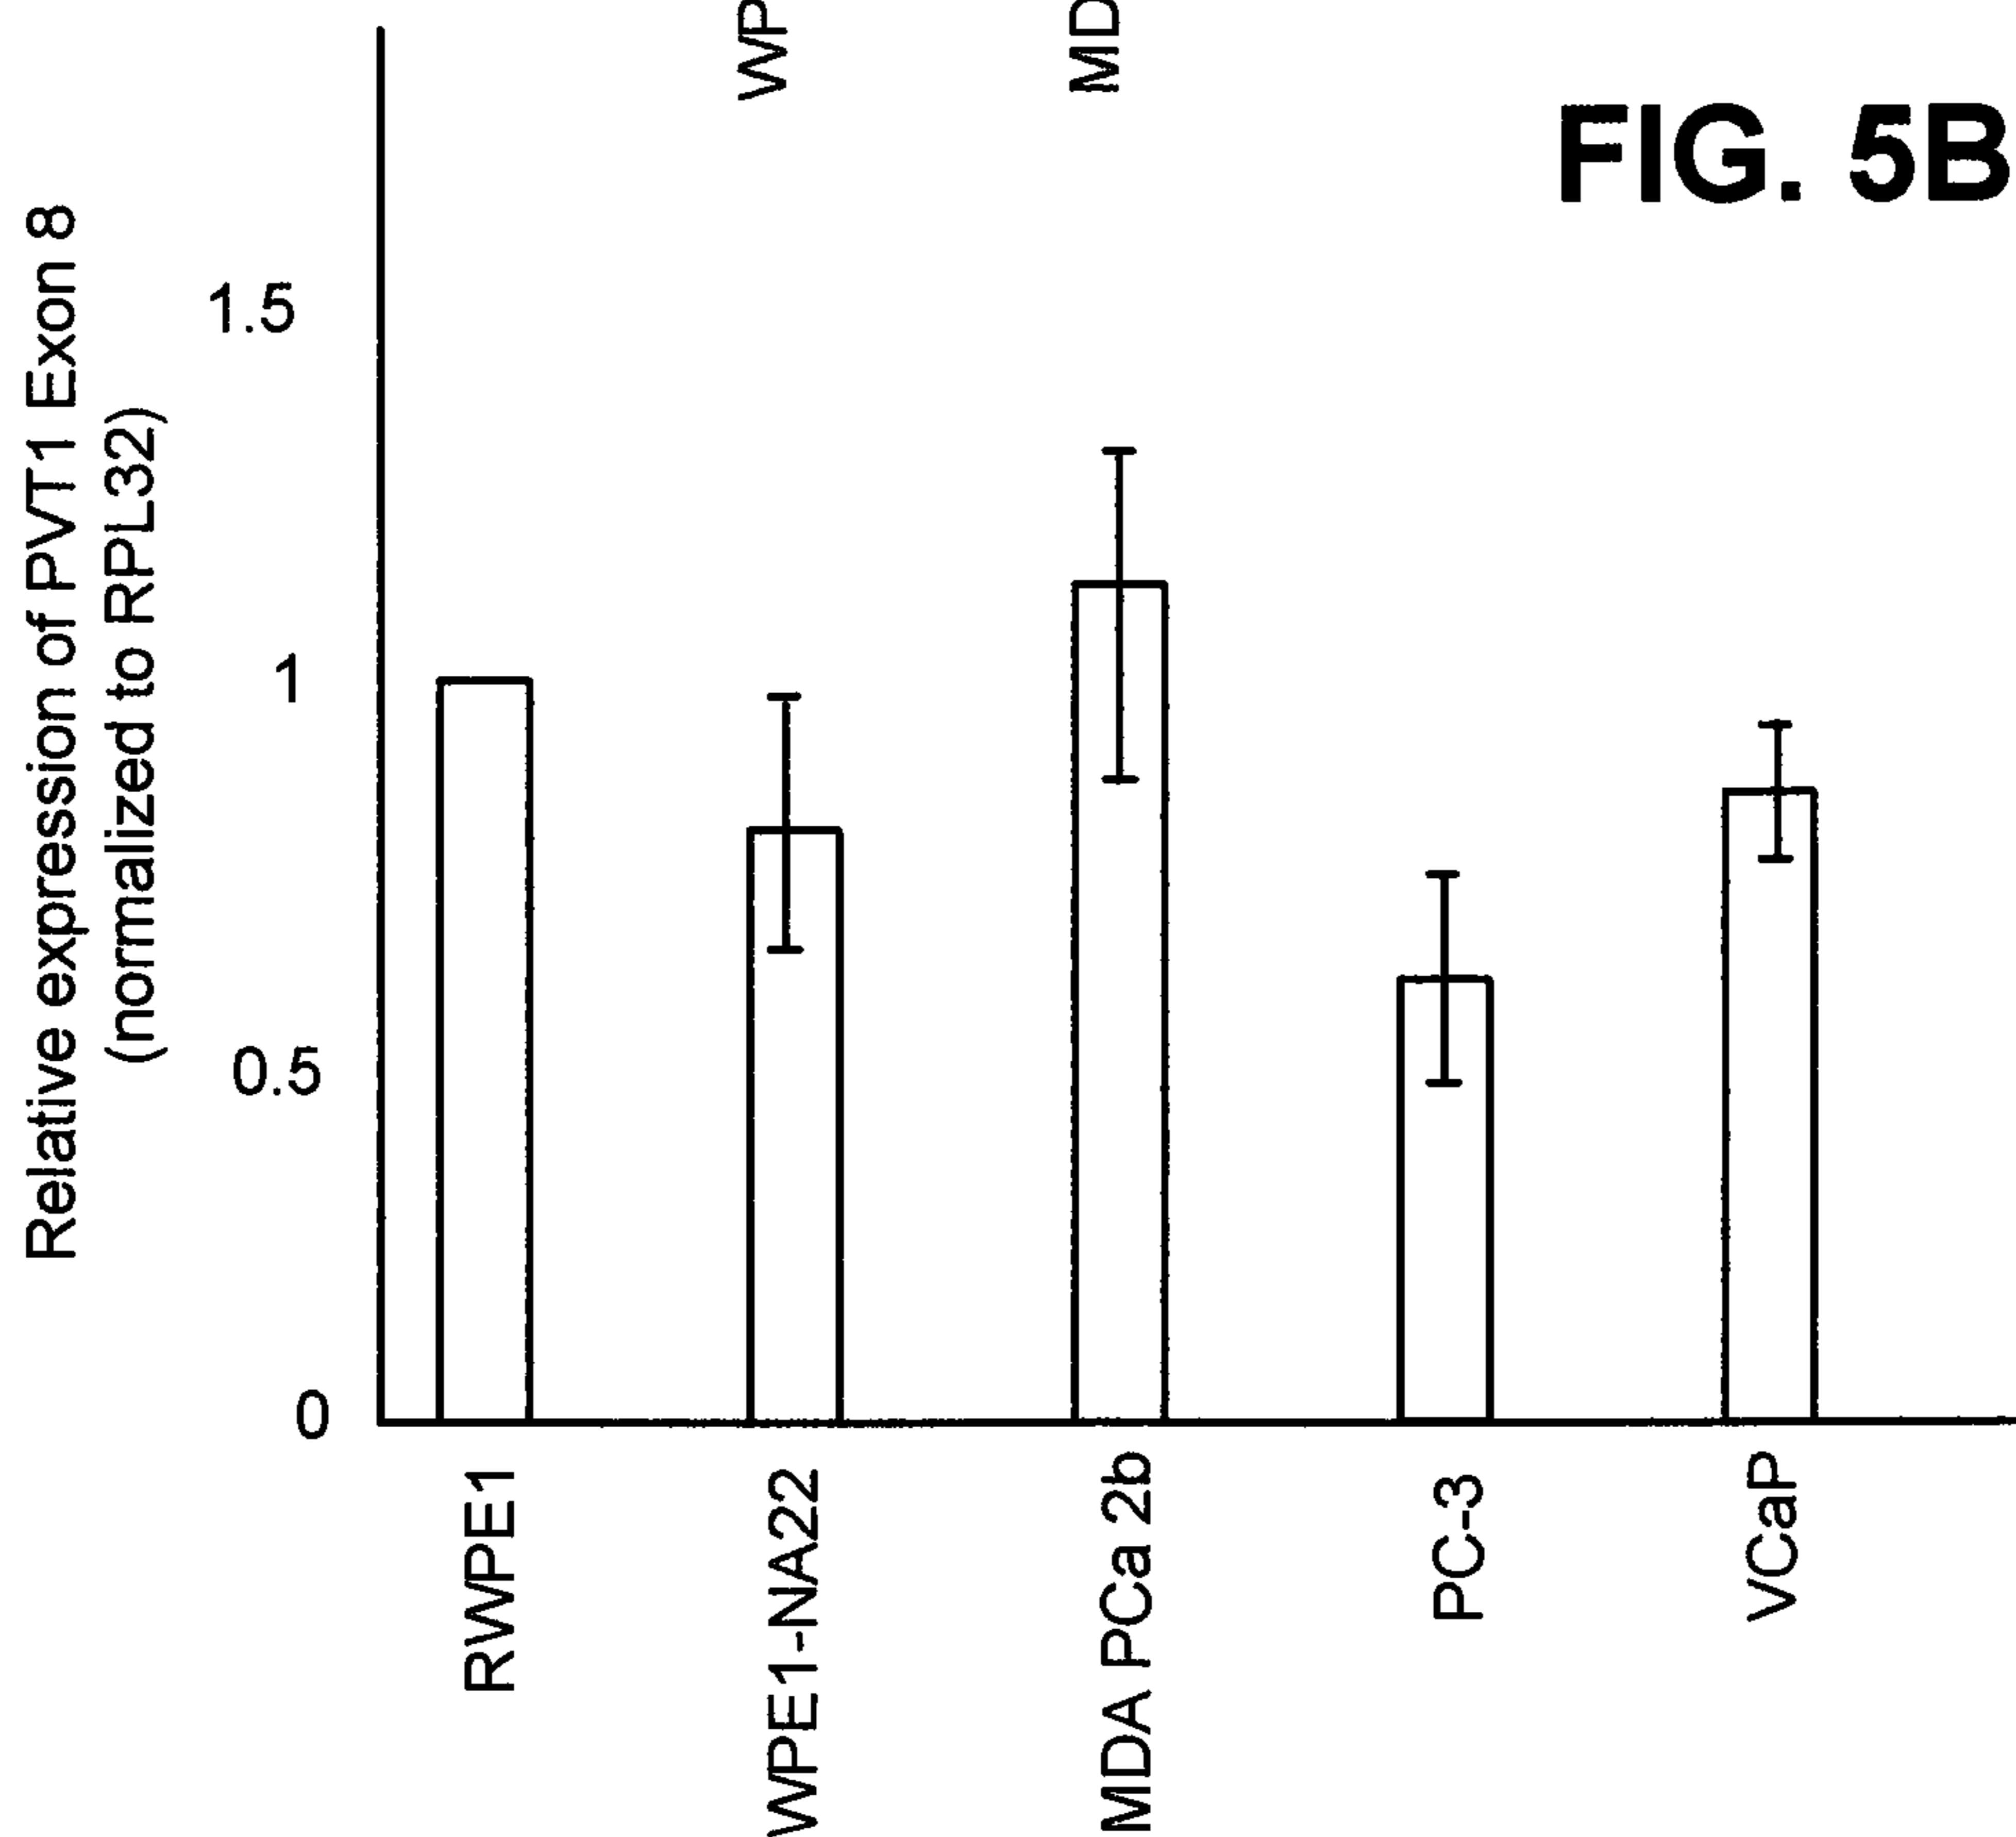 WP
MD
FIG. 5B
Relative expression of PVT1 Exon 8
(normalized to RPL32)
1.5
1
0.5
0
RWPE1
WPE1-NA22
MDA PCa 2b
PC-3
VCaP